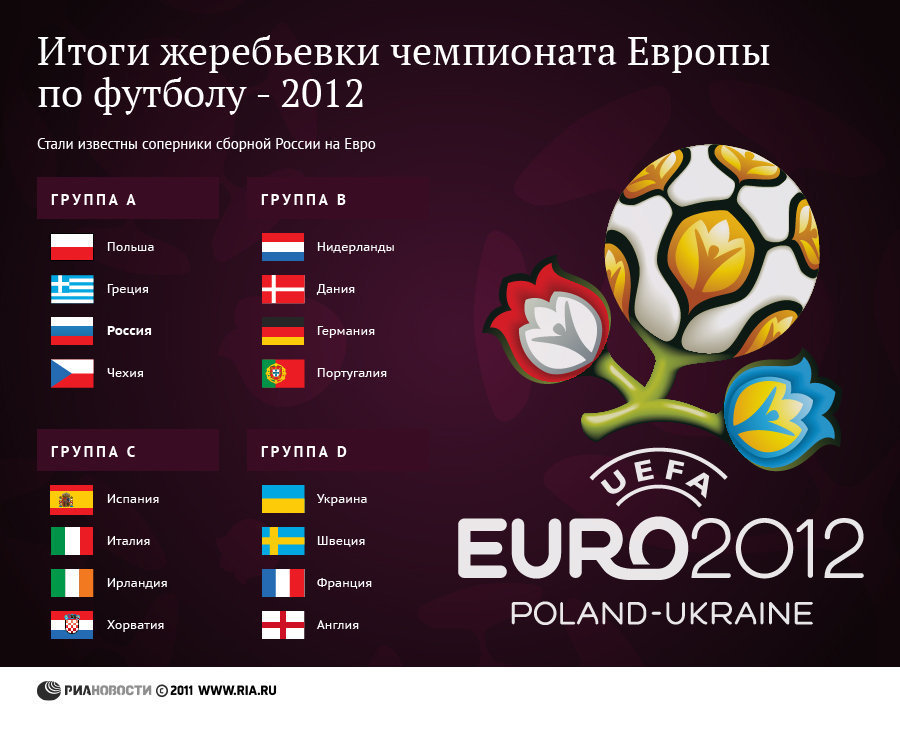 Итоги жеребьевки чемпионата Европы
по футболу - 2012
Стали известны соперники сборной России на Евро
ГРУППА A
Польша
Греция
Россия
Чехия
ГРУППА B
Нидерланды
Дания
Германия
Португалия
ГРУППА C
Испания
Италия
Ирландия
Хорватия
ГРУППА D
Украина
Швеция
Франция
Англия
UEFA
EURO2012
POLAND-UKRAINE
РИАНОВОСТИ © 2011 WWW.RIA.RU